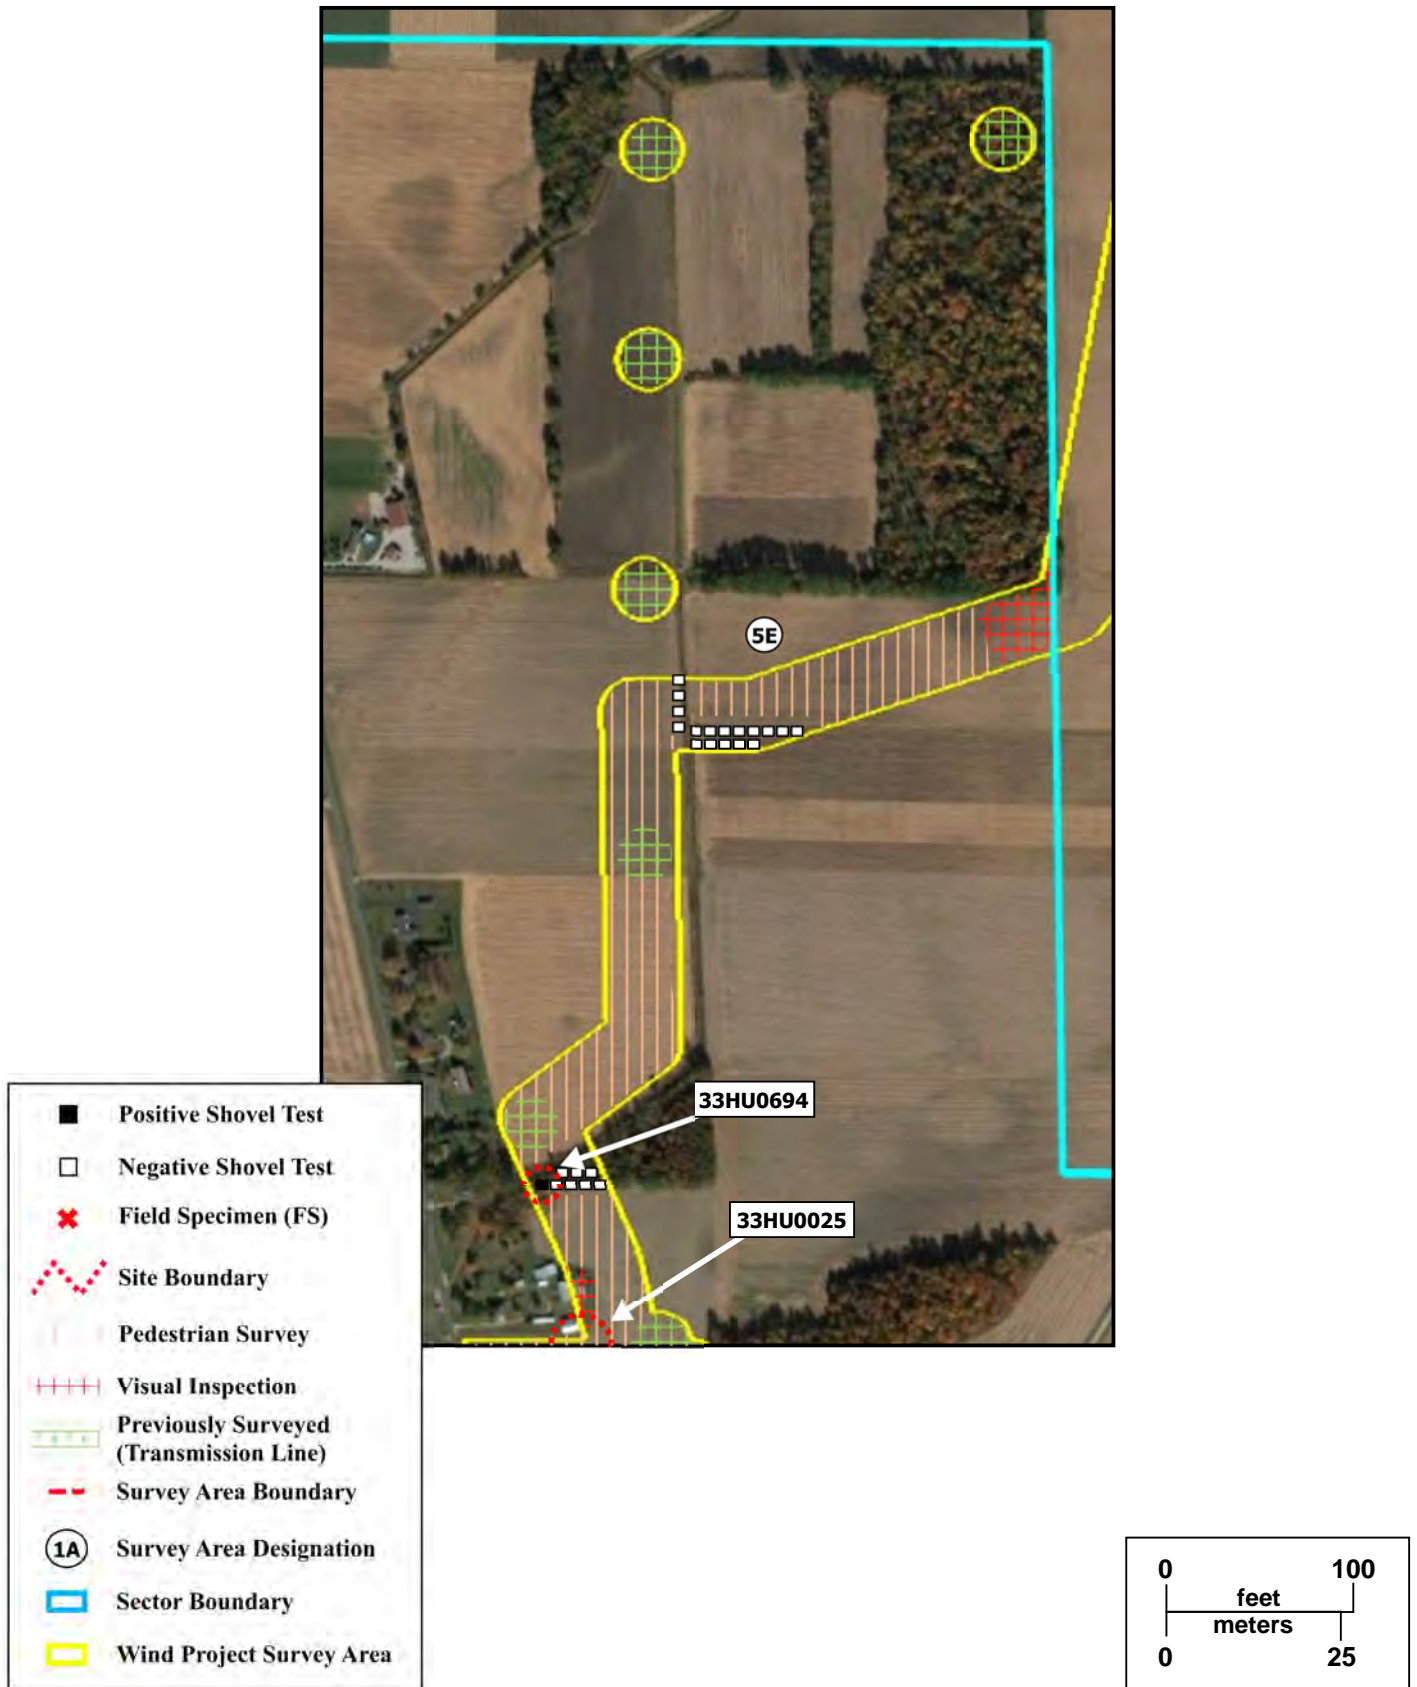 5E
33HU0694
33HU0025
Positive Shovel Test
Negative Shovel Test
Field Specimen (FS)
Site Boundary
Pedestrian Survey
Visual Inspection
Previously Surveyed
(Transmission Line)
Survey Area Boundary
1A Survey Area Designation
Sector Boundary
Wind Project Survey Area
0 100
feet
meters
0 25